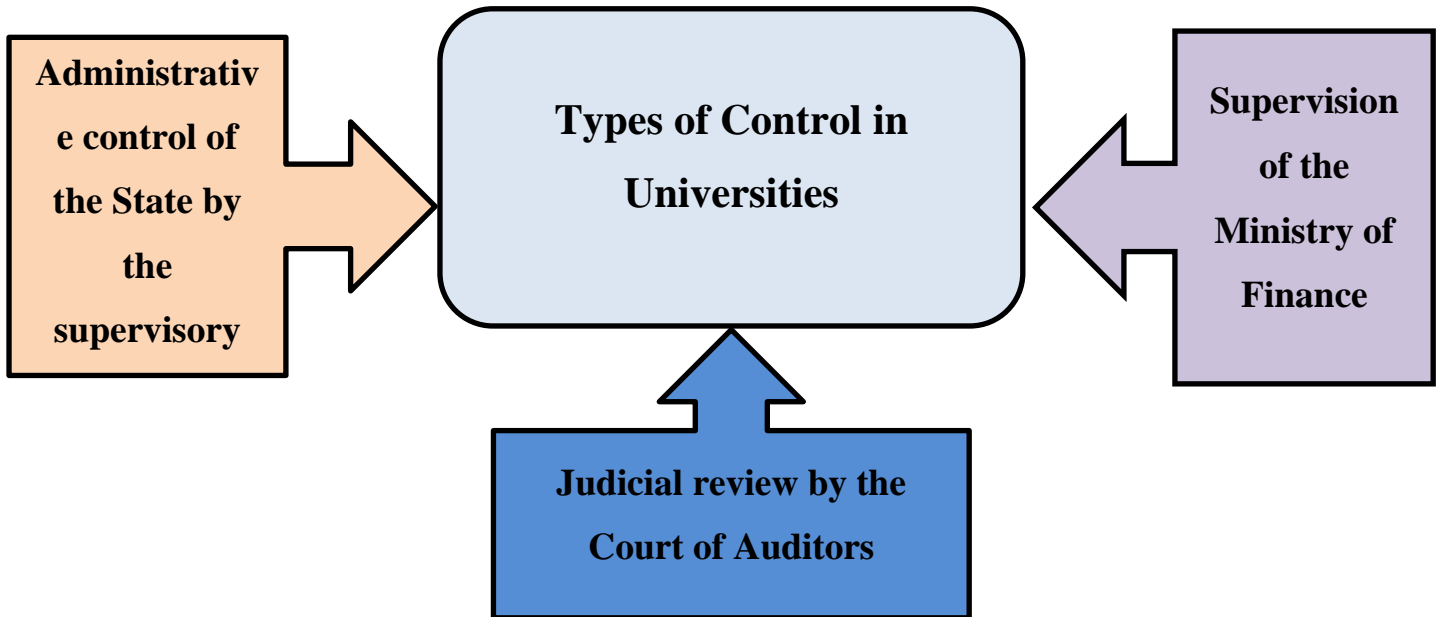 Administrativ
e control of
the State by
the
supervisory
Types of Control in
Universities
Supervision
of the
Ministry of
Finance
Judicial review by the
Court of Auditors